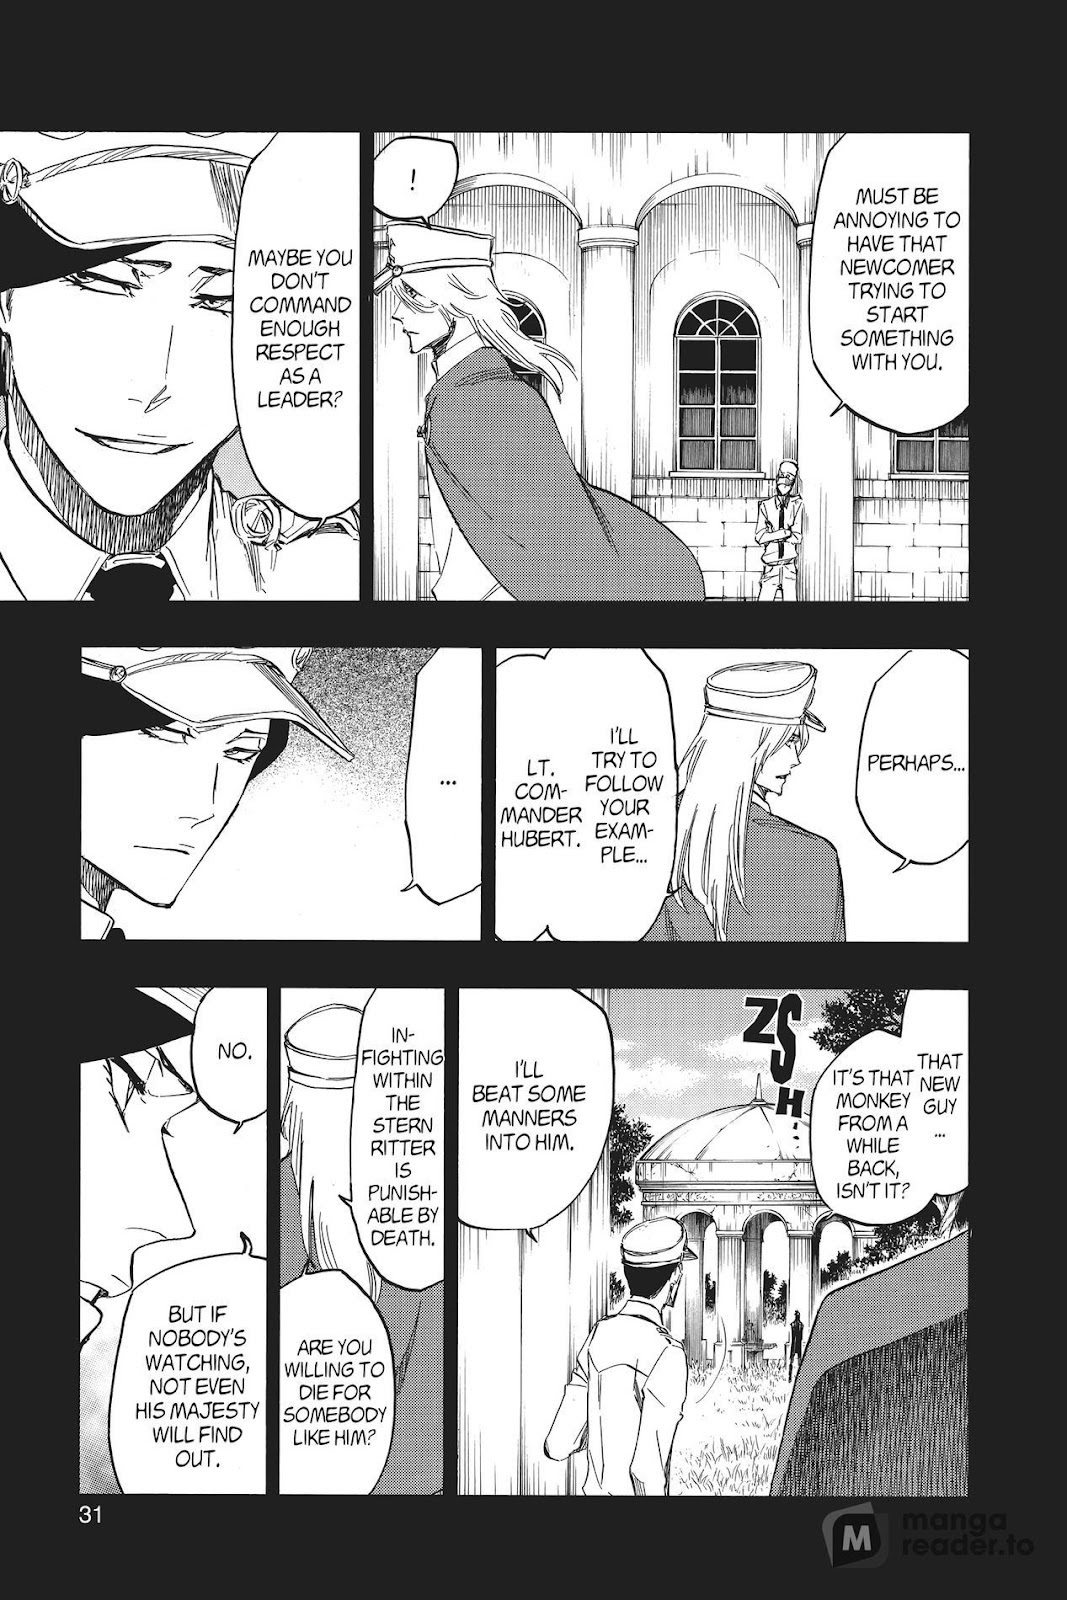 MUST BE
ANNOYING TO
HAVE THAT
NEWCOMER
TRYING TO
START
SOMETHING
WITH YOU.
!
MAYBE YOU
DON'T
COMMAND
ENOUGH
RESPECT
AS A
LEADER?
PERHAPS...
I'LL
TRY TO
FOLLOW
YOUR
EXAM-
PLE...
LT.
COM-
MANDER
HUBERT.
...
THAT
NEW
GUY
...
IT'S THAT
MONKEY
FROM A
WHILE
BACK,
ISN'T IT?
ZSH...
I'LL
BEAT SOME
MANNERS
INTO HIM.
IN-
FIGHTING
WITHIN
THE
STERN
RITTER
IS
PUNISH-
ABLE BY
DEATH.
ARE YOU
WILLING TO
DIE FOR
SOMEBODY
LIKE HIM?
NO.
BUT IF
NOBODY'S
WATCHING,
NOT EVEN
HIS MAJESTY
WILL FIND
OUT.
31
M
manga
reader.to